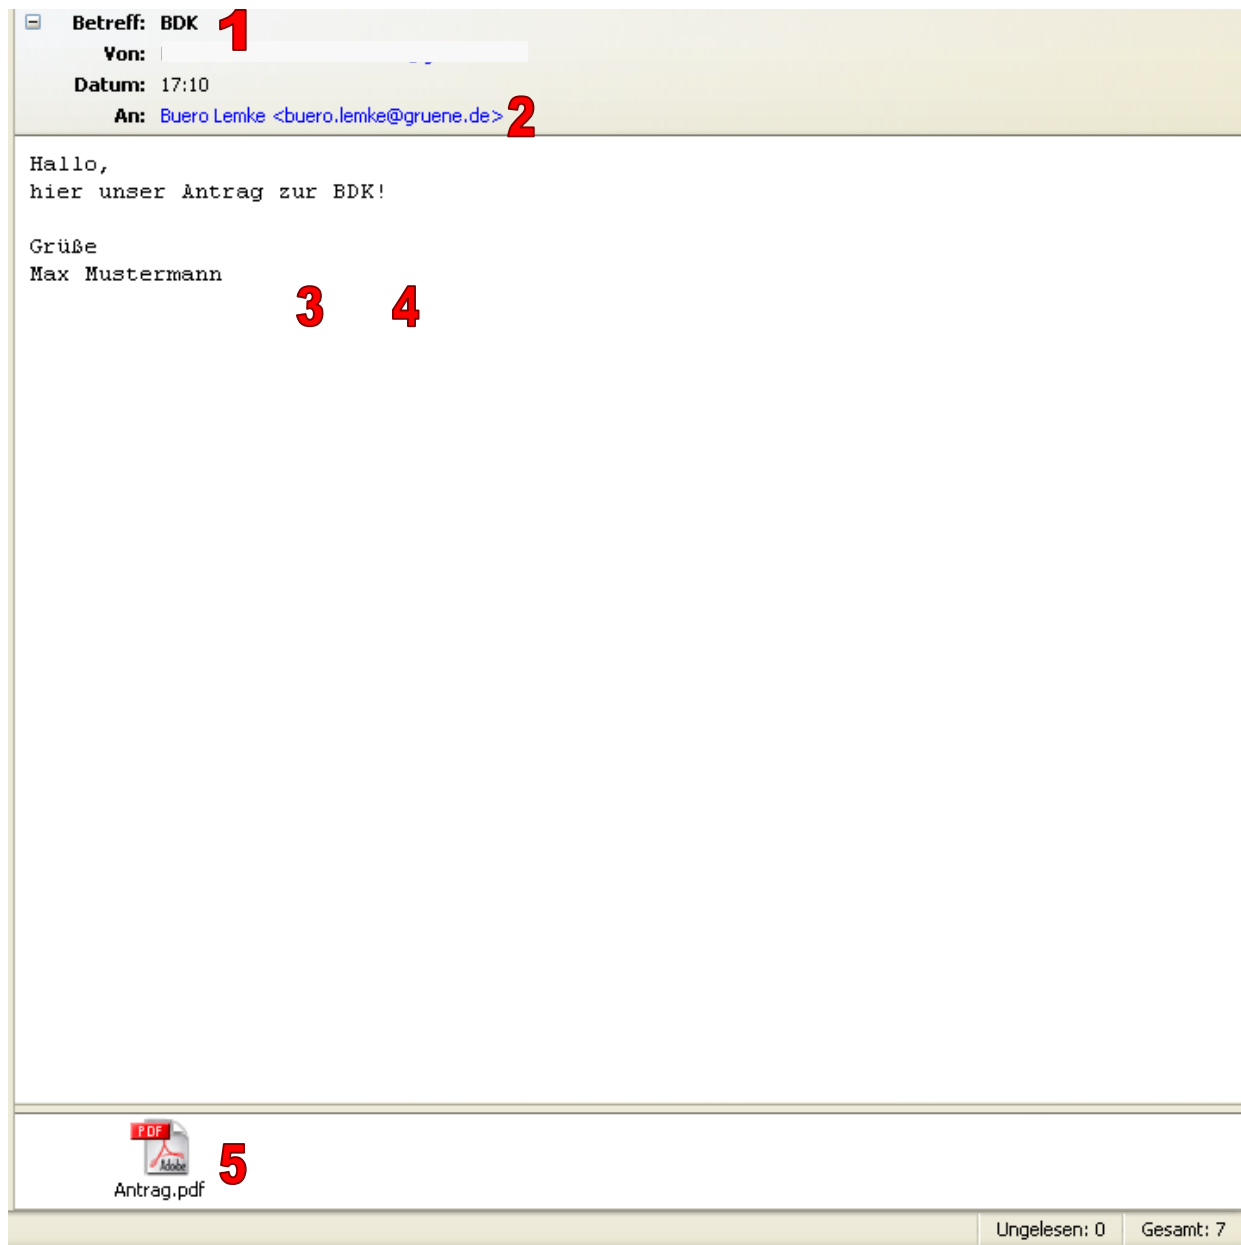 Betreff: BDK 1
Von:
Datum: 17:10
An: Buero Lemke <buero.lemke@gruene.de> 2
Hallo,
hier unser Antrag zur BDK!
Grüße
Max Mustermann
3 4
PDF
Adobe
5
Antrag.pdf
Ungelesen: 0 Gesamt: 7